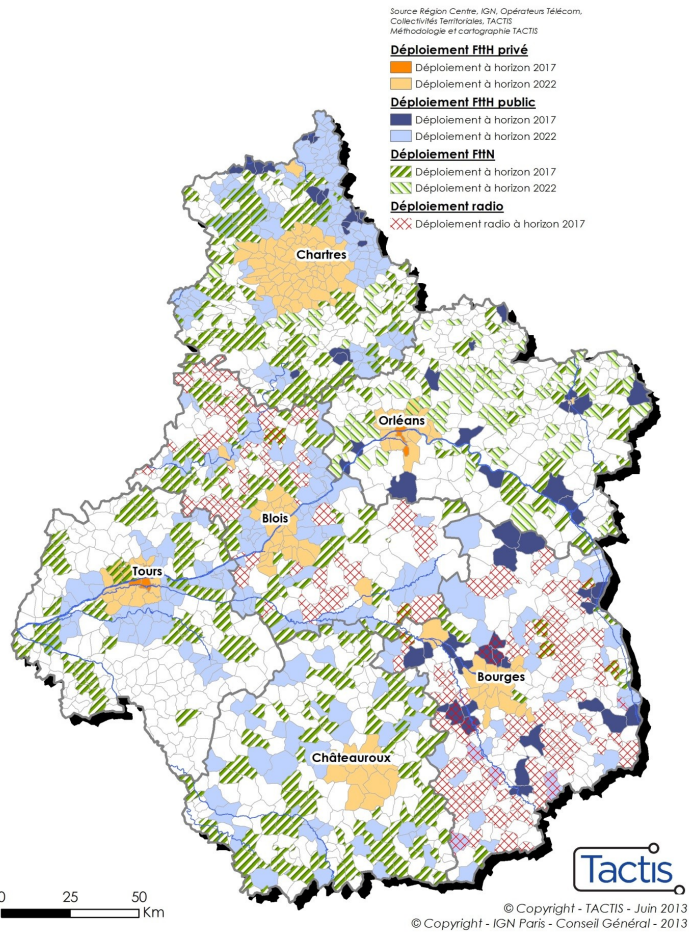 Source Région Centre, IGN, Opérateurs Télécom,
Collectivités Territoriales, TACTIS
Méthodologie et cartographie TACTIS
Déploiement FttH privé
Déploiement à horizon 2017
Déploiement à horizon 2022
Déploiement FttH public
Déploiement à horizon 2017
Déploiement à horizon 2022
Déploiement FttN
Déploiement à horizon 2017
Déploiement à horizon 2022
Déploiement radio
Déploiement radio à horizon 2017
Chartres
Orléans
Blois
Tours
Bourges
Châteauroux
Tactis
0 25 50
Km
© Copyright - TACTIS - Juin 2013
© Copyright - IGN Paris - Conseil Général - 2013